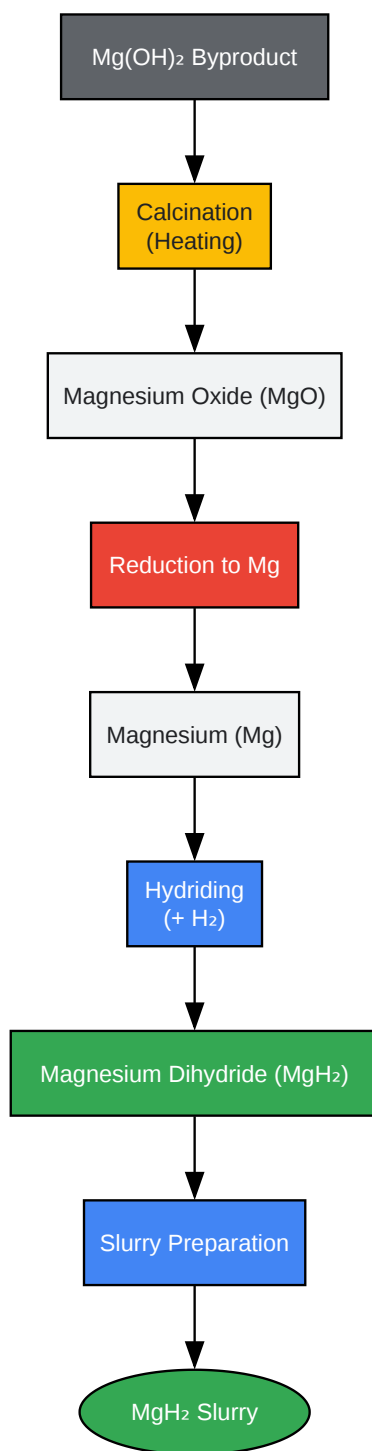 Mg(OH)₂ Byproduct
Calcination
(Heating)
Magnesium Oxide (MgO)
Reduction to Mg
Magnesium (Mg)
Hydriding
(+ H₂)
Magnesium Dihydride (MgH₂)
Slurry Preparation
MgH₂ Slurry